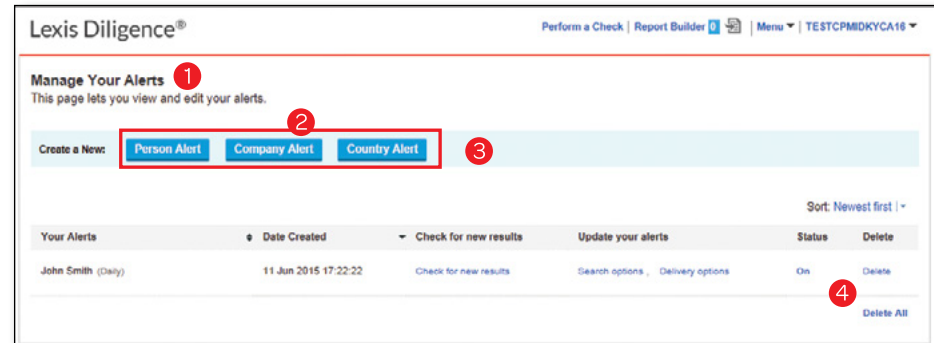 Lexis Diligence®
Perform a Check | Report Builder 0 | Menu | TESTCPMIDKYCA16
Manage Your Alerts 1
This page lets you view and edit your alerts.
2
Create a New: Person Alert Company Alert Country Alert 3
Sort: Newest first |
Your Alerts Date Created Check for new results Update your alerts Status Delete
John Smith (Daily) 11 Jun 2015 17:22:22 Check for new results Search options , Delivery options On Delete
4
Delete All